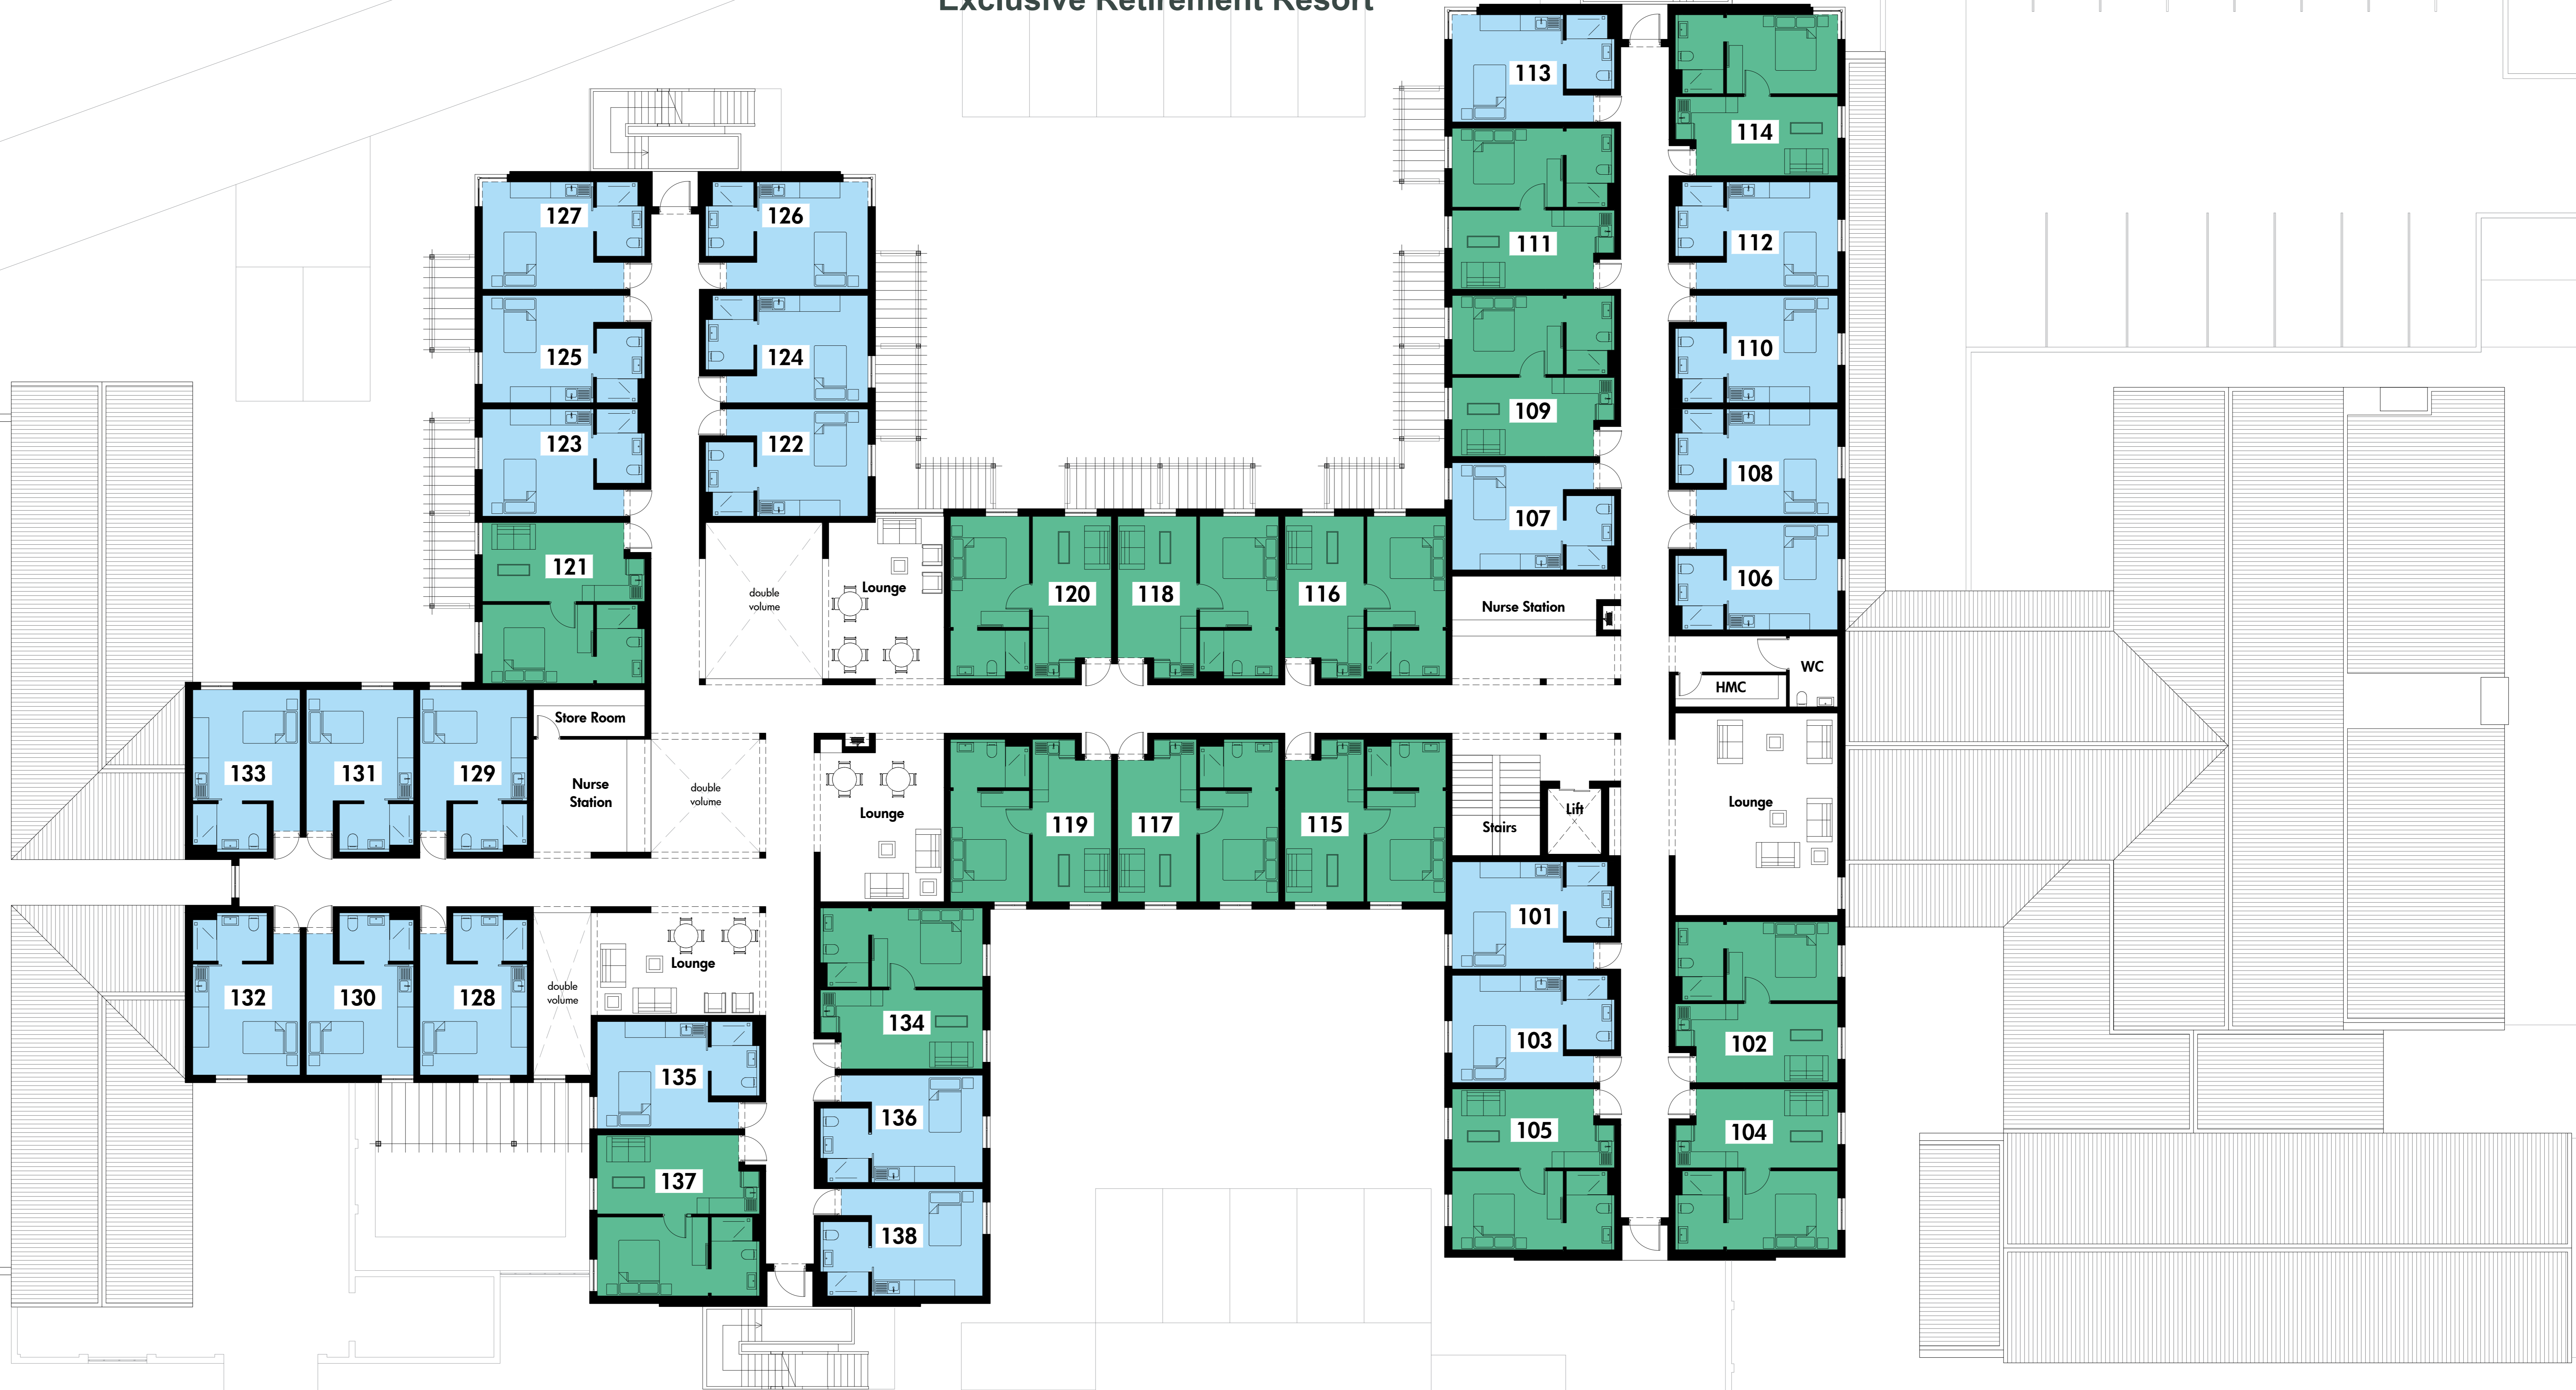 Exclusive Retirement Resort
113
114
127
126
112
111
125
124
110
109
123
122
108
107
121
double
volume
Lounge
120
118
116
Nurse Station
106
WC
HMC
Store Room
133
131
129
Nurse
Station
double
volume
Lounge
119
117
115
Stairs
Lift
Lounge
101
132
130
128
double
volume
Lounge
134
103
102
135
136
105
104
137
138